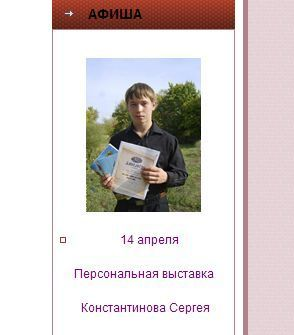 АФИША
14 апреля
Персональная выставка
Константинова Сергея